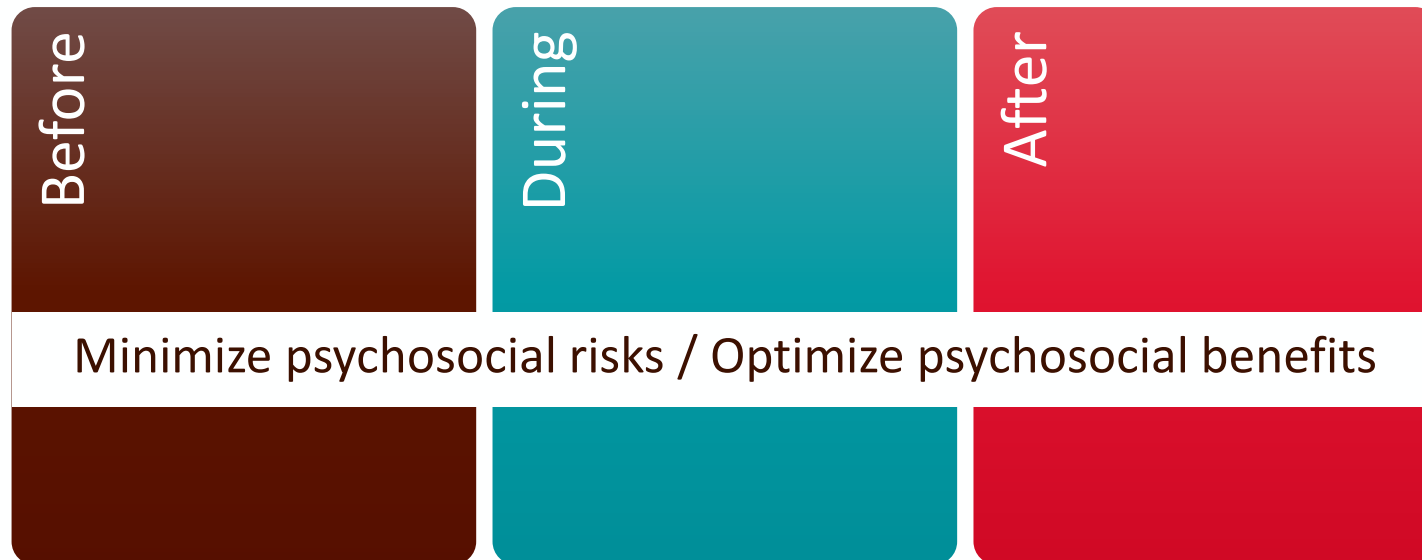 Before
During
After
Minimize psychosocial risks / Optimize psychosocial benefits